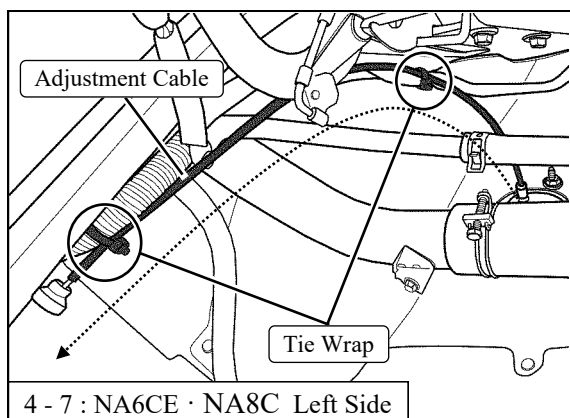 Adjustment Cable
Tie Wrap
4 - 7 : NA6CE · NA8C Left Side